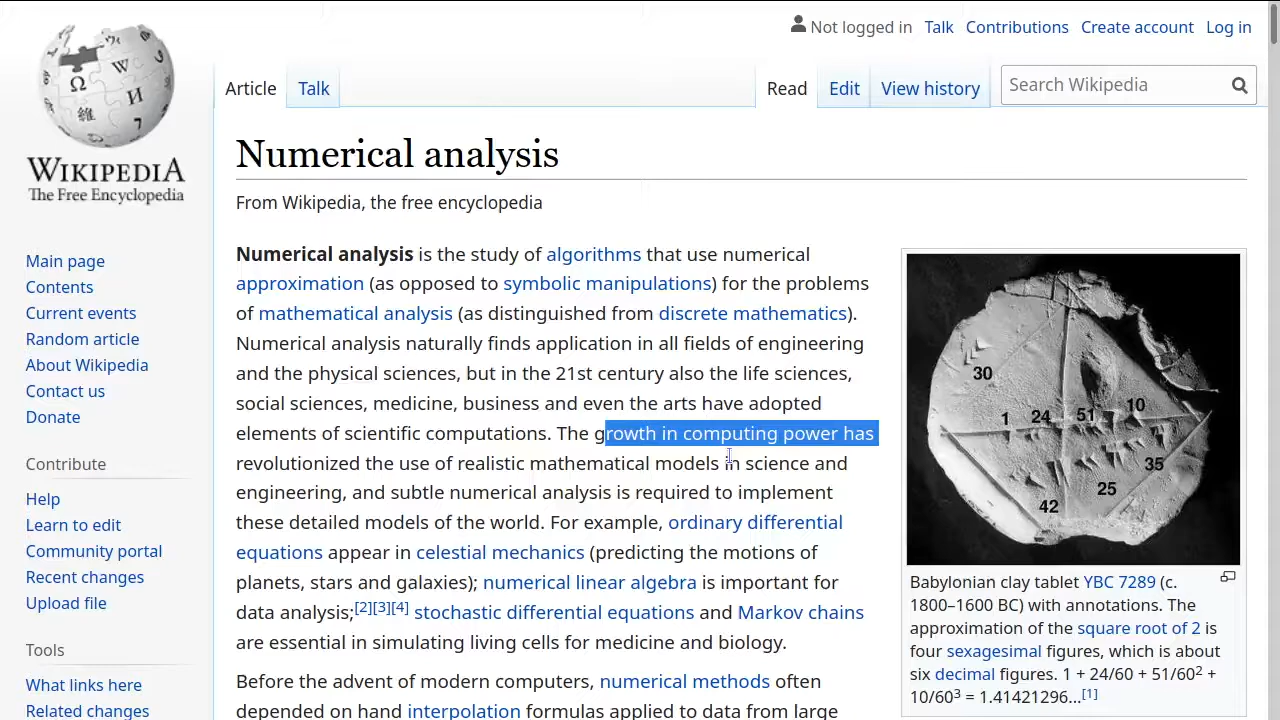 Not logged in Talk Contributions Create account Log in
Article Talk Read Edit View history Search Wikipedia
WIKIPEDIA
The Free Encyclopedia
Main page
Contents
Current events
Random article
About Wikipedia
Contact us
Donate
Contribute
Help
Learn to edit
Community portal
Recent changes
Upload file
Tools
What links here
Related changes
Numerical analysis
From Wikipedia, the free encyclopedia
Numerical analysis is the study of algorithms that use numerical
approximation (as opposed to symbolic manipulations) for the problems
of mathematical analysis (as distinguished from discrete mathematics).
Numerical analysis naturally finds application in all fields of engineering
and the physical sciences, but in the 21st century also the life sciences,
social sciences, medicine, business and even the arts have adopted
elements of scientific computations. The growth in computing power has
revolutionized the use of realistic mathematical models in science and
engineering, and subtle numerical analysis is required to implement
these detailed models of the world. For example, ordinary differential
equations appear in celestial mechanics (predicting the motions of
planets, stars and galaxies); numerical linear algebra is important for
data analysis;[2][3][4] stochastic differential equations and Markov chains
are essential in simulating living cells for medicine and biology.
Before the advent of modern computers, numerical methods often
depended on hand interpolation formulas applied to data from large
30
1 24 51 10
35
25
42
Babylonian clay tablet YBC 7289 (c.
1800–1600 BC) with annotations. The
approximation of the square root of 2 is
four sexagesimal figures, which is about
six decimal figures. 1 + 24/60 + 51/60² +
10/60³ = 1.41421296...[1]